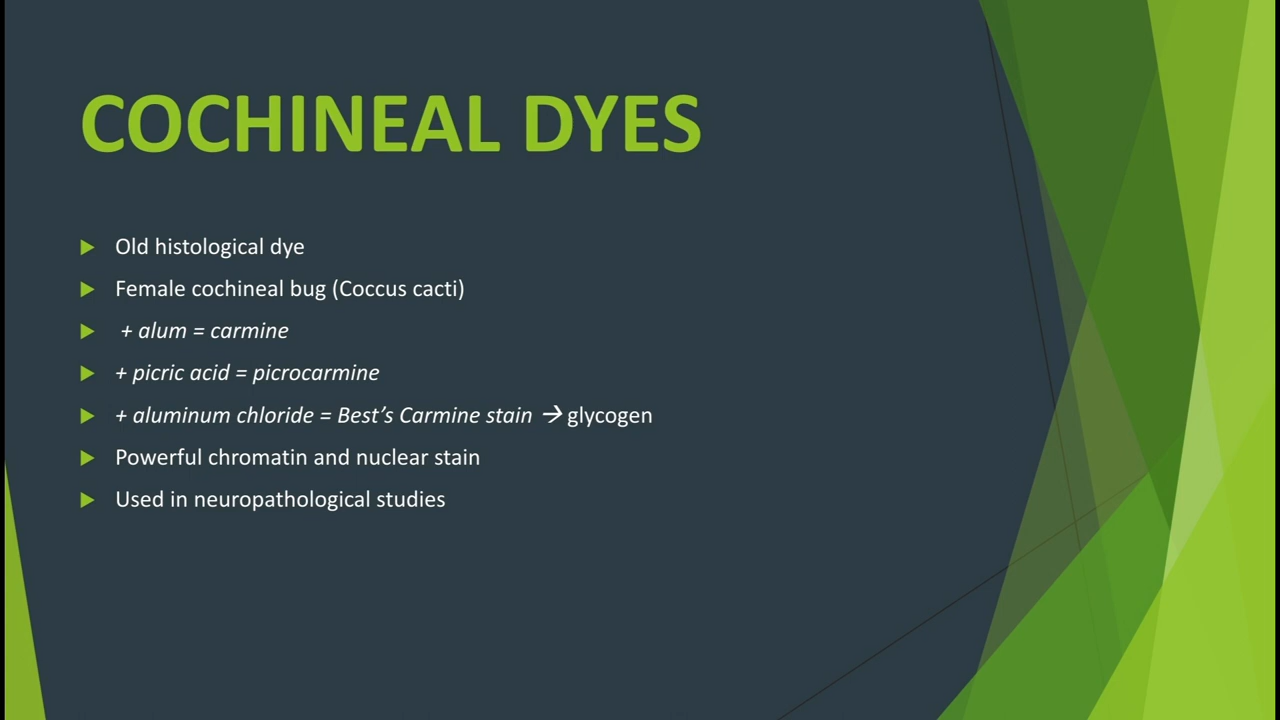 COCHINEAL DYES
Old histological dye
Female cochineal bug (Coccus cacti)
+ alum = carmine
+ picric acid = picrocarmine
+ aluminum chloride = Best’s Carmine stain → glycogen
Powerful chromatin and nuclear stain
Used in neuropathological studies